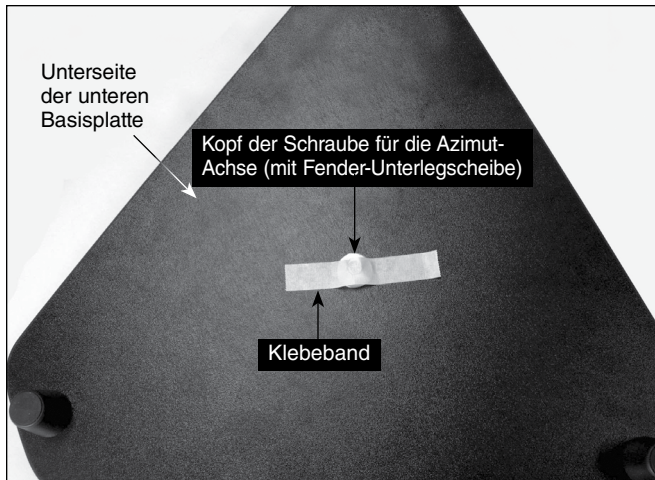 Unterseite
der unteren
Basisplatte
Kopf der Schraube für die Azimut-
Achse (mit Fender-Unterlegscheibe)
Klebeband